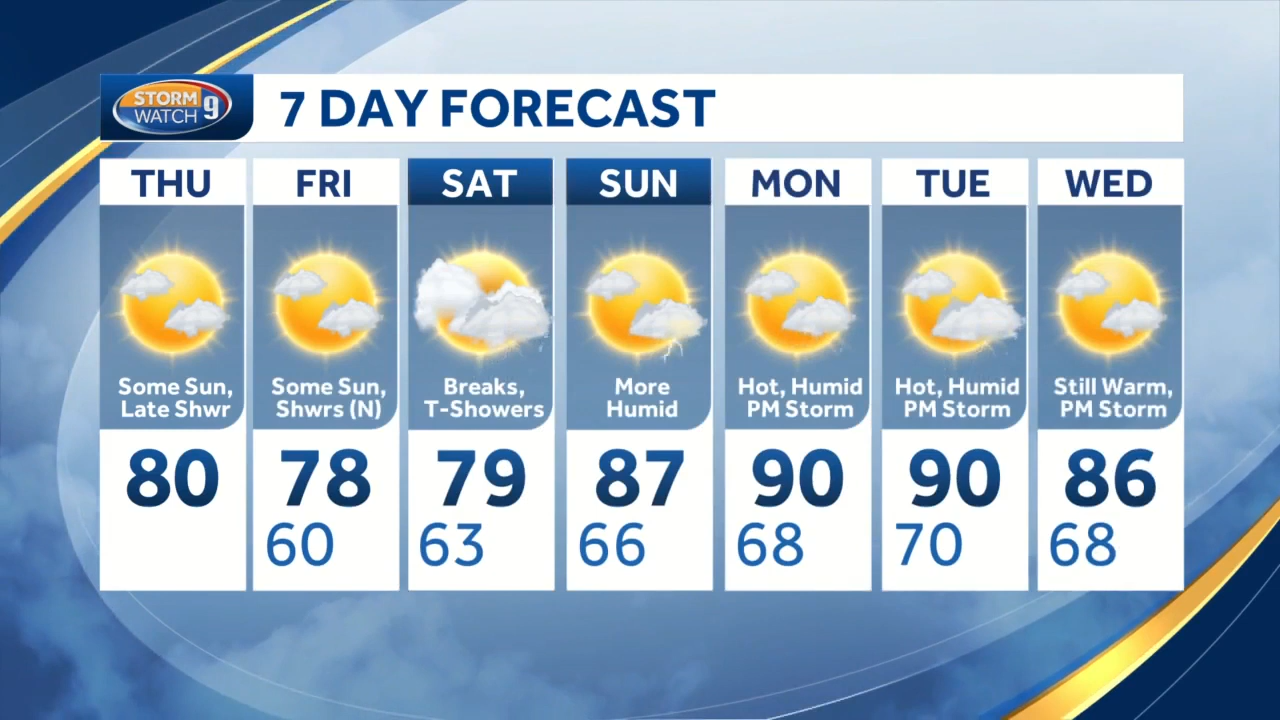 STORM
WATCH 9
7 DAY FORECAST
THU
Some Sun,
Late Shwr
80
FRI
Some Sun,
Shwrs (N)
78
60
SAT
Breaks,
T-Showers
79
63
SUN
More
Humid
87
66
MON
Hot, Humid
PM Storm
90
68
TUE
Hot, Humid
PM Storm
90
70
WED
Still Warm,
PM Storm
86
68